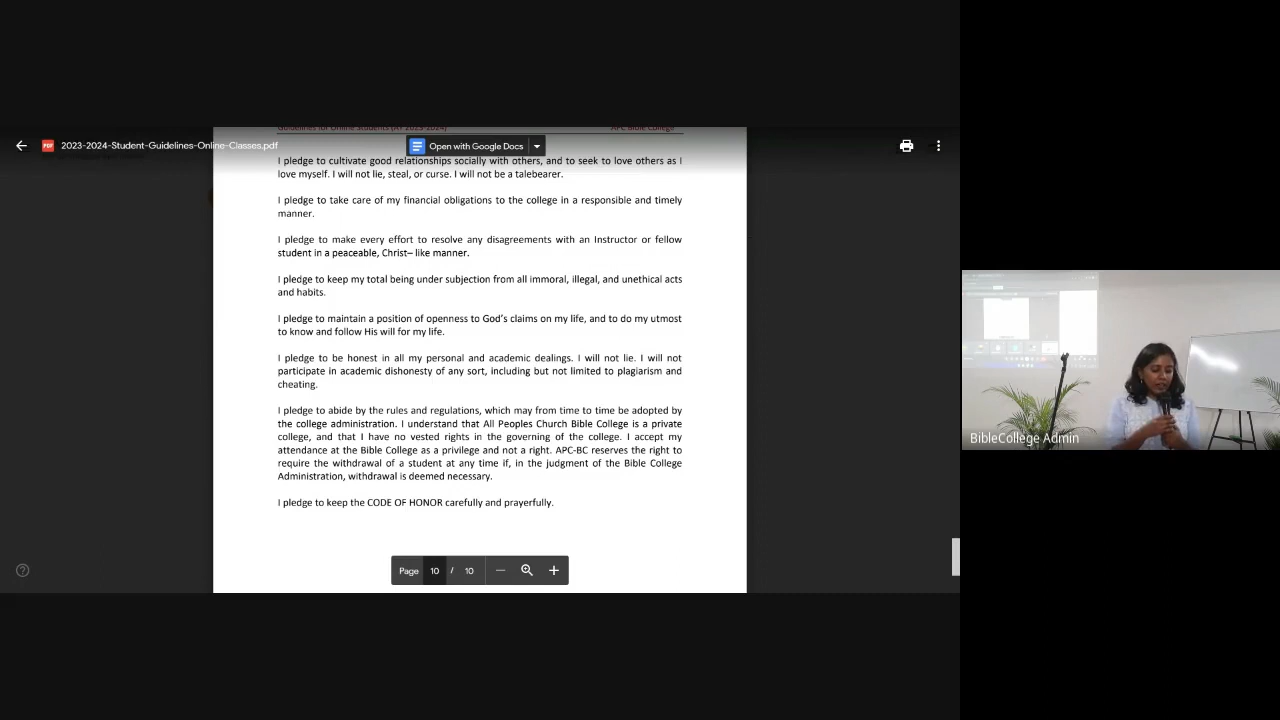 Guidelines for Online Students (AY 2023-2024) APC Bible College
2023-2024-Student-Guidelines-Online-Classes.pdf
Open with Google Docs
I pledge to cultivate good relationships socially with others, and to seek to love others as I
love myself. I will not lie, steal, or curse. I will not be a talebearer.
I pledge to take care of my financial obligations to the college in a responsible and timely
manner.
I pledge to make every effort to resolve any disagreements with an Instructor or fellow
student in a peaceable, Christ– like manner.
I pledge to keep my total being under subjection from all immoral, illegal, and unethical acts
and habits.
I pledge to maintain a position of openness to God's claims on my life, and to do my utmost
to know and follow His will for my life.
I pledge to be honest in all my personal and academic dealings. I will not lie. I will not
participate in academic dishonesty of any sort, including but not limited to plagiarism and
cheating.
I pledge to abide by the rules and regulations, which may from time to time be adopted by
the college administration. I understand that All Peoples Church Bible College is a private
college, and that I have no vested rights in the governing of the college. I accept my
attendance at the Bible College as a privilege and not a right. APC-BC reserves the right to
require the withdrawal of a student at any time if, in the judgment of the Bible College
Administration, withdrawal is deemed necessary.
I pledge to keep the CODE OF HONOR carefully and prayerfully.
Page 10 / 10
BibleCollege Admin